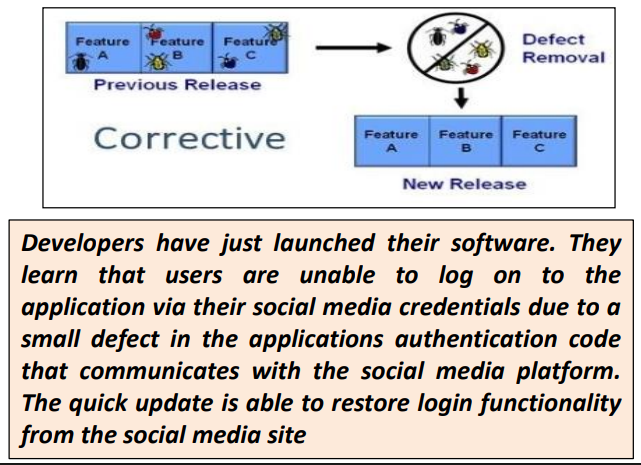 Feature Feature Feature
A B C
Previous Release
Defect
Removal
Corrective
Feature Feature Feature
A B C
New Release
Developers have just launched their software. They
learn that users are unable to log on to the
application via their social media credentials due to a
small defect in the applications authentication code
that communicates with the social media platform.
The quick update is able to restore login functionality
from the social media site